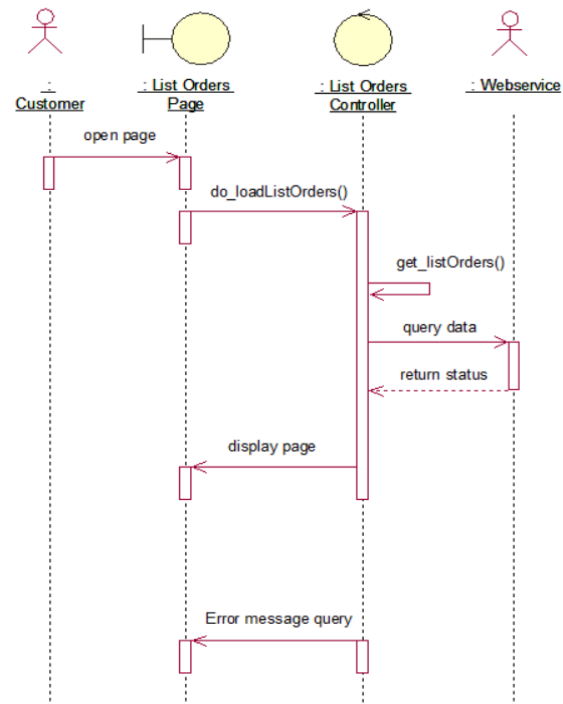 :
Customer
: List Orders
Page
: List Orders
Controller
: Webservice
open page
do_loadListOrders()
get_listOrders()
query data
return status
display page
Error message query